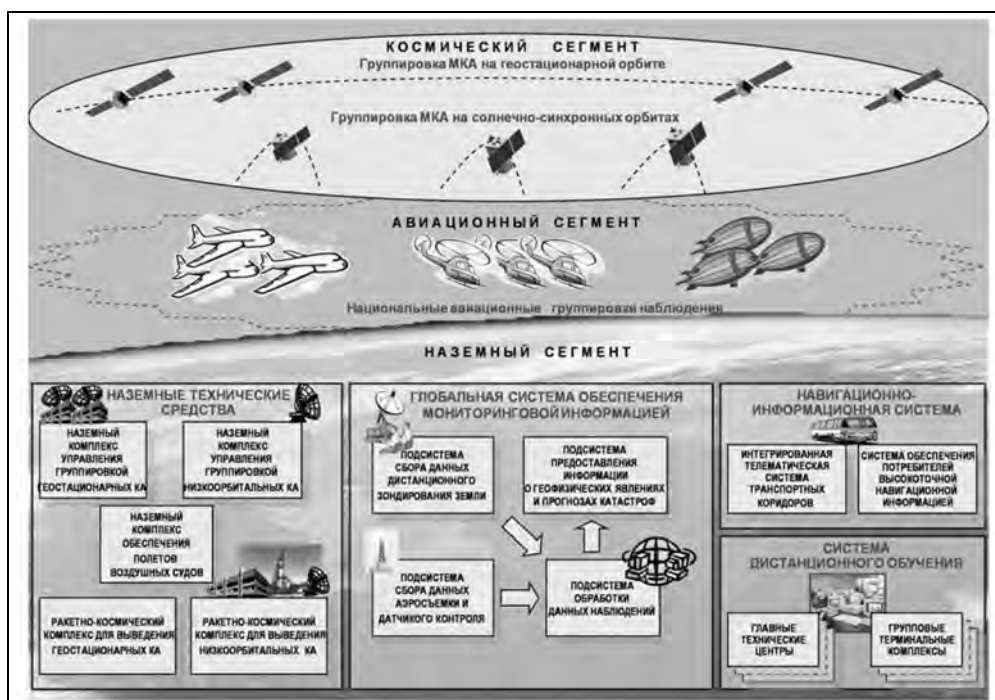 КОСМИЧЕСКИЙ СЕГМЕНТ
Группировка МКА на геостационарной орбите
Группировка МКА на солнечно-синхронных орбитах
АВИАЦИОННЫЙ СЕГМЕНТ
Национальные авиационные группировки наблюдения
НАЗЕМНЫЙ СЕГМЕНТ
НАЗЕМНЫЕ ТЕХНИЧЕСКИЕ
СРЕДСТВА
НАЗЕМНЫЙ
КОМПЛЕКС
УПРАВЛЕНИЯ
ГРУППИРОВКОЙ
ГЕОСТАЦИОНАРНЫХ КА
НАЗЕМНЫЙ
КОМПЛЕКС
УПРАВЛЕНИЯ
ГРУППИРОВКОЙ
НИЗКООРБИТАЛЬНЫХ КА
НАЗЕМНЫЙ
КОМПЛЕКС
ОБЕСПЕЧЕНИЯ
ПОЛЕТОВ
ВОЗДУШНЫХ СУДОВ
РАКЕТНО-КОСМИЧЕСКИЙ
КОМПЛЕКС ДЛЯ ВЫВЕДЕНИЯ
ГЕОСТАЦИОНАРНЫХ КА
РАКЕТНО-КОСМИЧЕСКИЙ
КОМПЛЕКС ДЛЯ ВЫВЕДЕНИЯ
НИЗКООРБИТАЛЬНЫХ КА
ГЛОБАЛЬНАЯ СИСТЕМА ОБЕСПЕЧЕНИЯ
МОНИТОРИНГОВОЙ ИНФОРМАЦИЕЙ
ПОДСИСТЕМА
СБОРА ДАННЫХ
ДИСТАНЦИОННОГО
ЗОНДИРОВАНИЯ ЗЕМЛИ
ПОДСИСТЕМА
ПРЕДОСТАВЛЕНИЯ
ИНФОРМАЦИИ
О ГЕОФИЗИЧЕСКИХ ЯВЛЕНИЯХ
И ПРОГНОЗАХ КАТАСТРОФ
ПОДСИСТЕМА
СБОРА ДАННЫХ
АЭРОСЪЕМКИ И
ДАТЧИКОГО КОНТРОЛЯ
ПОДСИСТЕМА
ОБРАБОТКИ
ДАННЫХ НАБЛЮДЕНИЙ
НАВИГАЦИОННО-
ИНФОРМАЦИОННАЯ СИСТЕМА
ИНТЕГРИРОВАННАЯ
ТЕЛЕМАТИЧЕСКАЯ
СИСТЕМА
ТРАНСПОРТНЫХ
КОРИДОРОВ
СИСТЕМА ОБЕСПЕЧЕНИЯ
ПОТРЕБИТЕЛЕЙ
ВЫСОКОТОЧНОЙ
НАВИГАЦИОННОЙ
ИНФОРМАЦИЕЙ
СИСТЕМА
ДИСТАНЦИОННОГО ОБУЧЕНИЯ
ГЛАВНЫЕ
ТЕХНИЧЕСКИЕ
ЦЕНТРЫ
ГРУППОВЫЕ
ТЕРМИНАЛЬНЫЕ
КОМПЛЕКСЫ